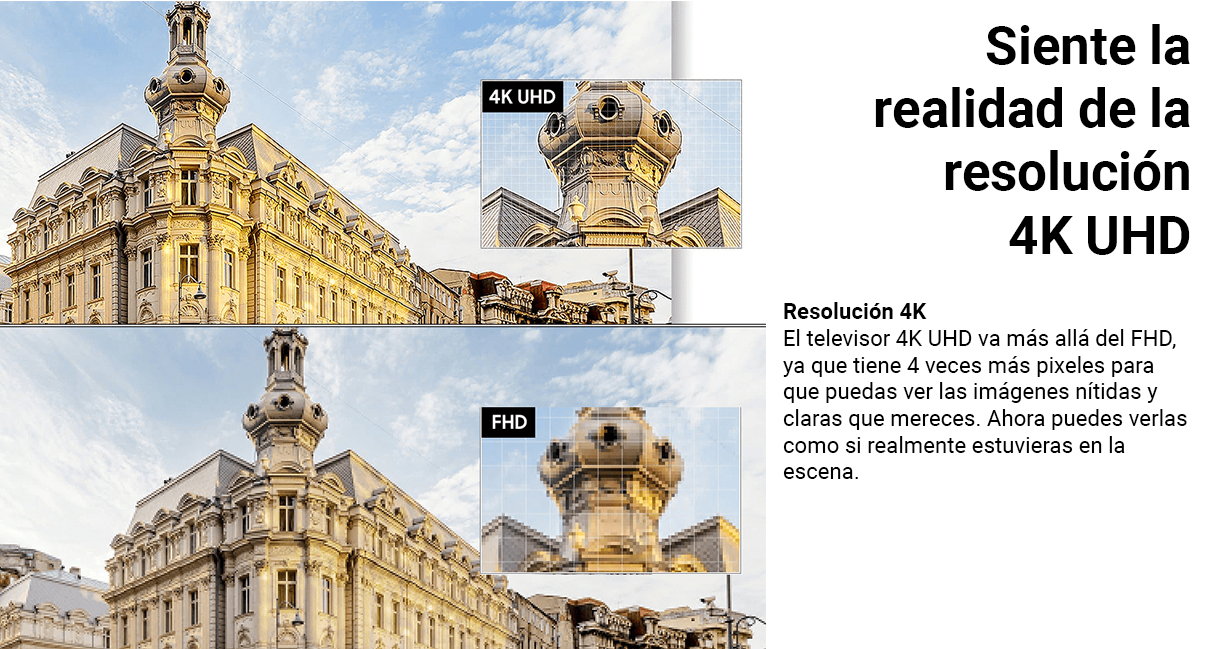 Siente la
realidad de la
resolución
4K UHD
4K UHD
FHD
Resolución 4K
El televisor 4K UHD va más allá del FHD,
ya que tiene 4 veces más pixeles para
que puedas ver las imágenes nítidas y
claras que mereces. Ahora puedes verlas
como si realmente estuvieras en la
escena.